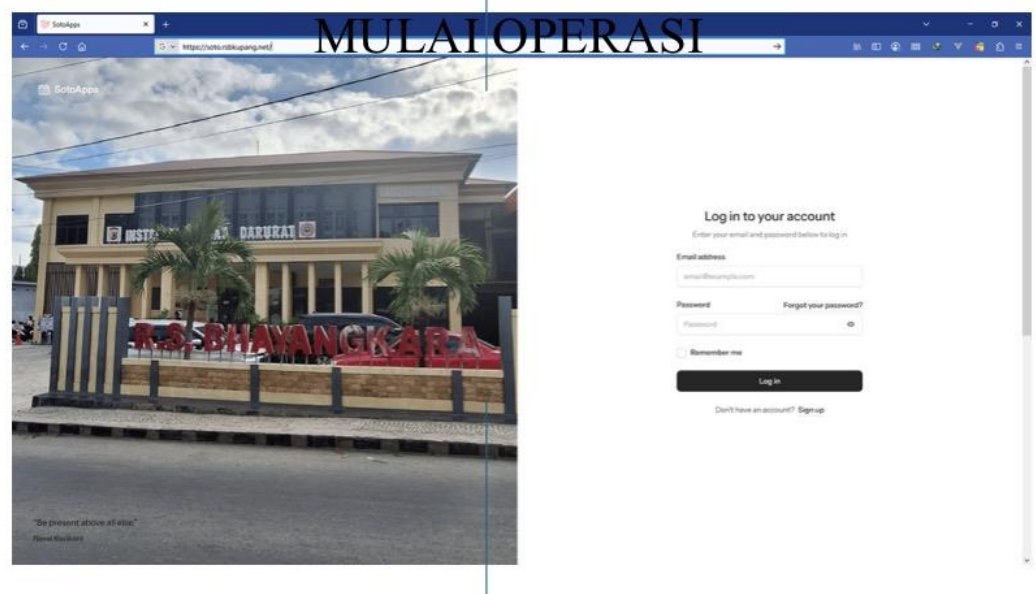 MULAI OPERASI
SotoApps
https://soto.rsbkupang.net/
SotoApps
DARURAT
R.S. BHAYANGKARA
"Be present above all else."
Naval Ravikant
Log in to your account
Enter your email and password below to log in
Email address
email@example.com
Password Forgot your password?
Password
Remember me
Log in
Don't have an account? Sign up